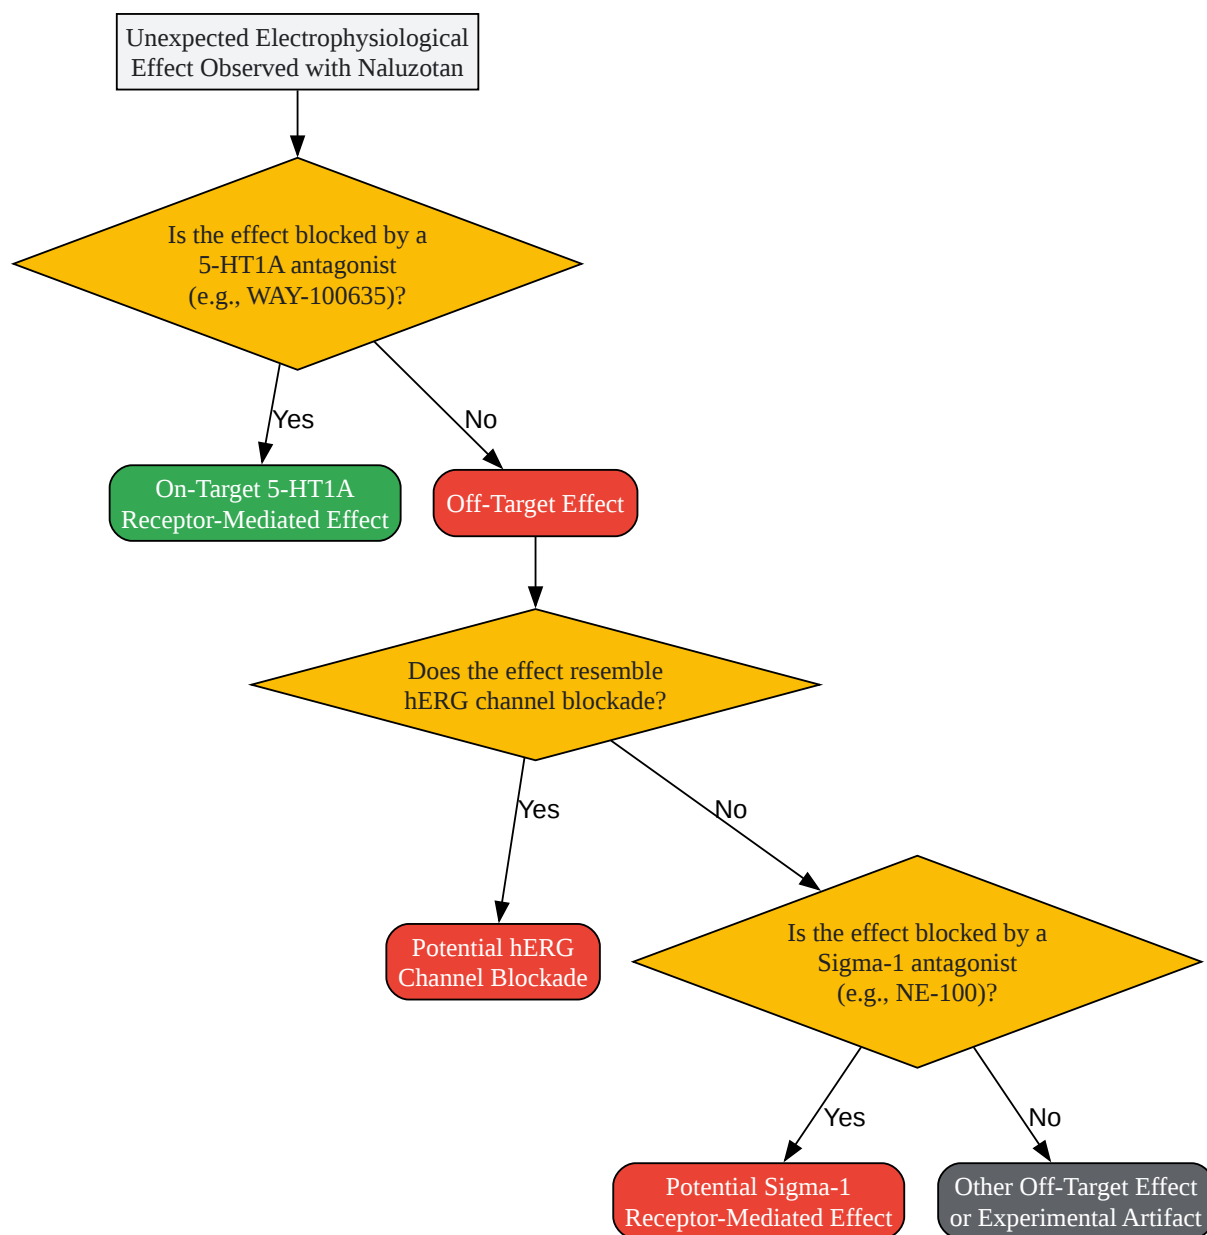 Unexpected Electrophysiological
Effect Observed with Naluzotan
Is the effect blocked by a
5-HT1A antagonist
(e.g., WAY-100635)?
Yes
No
On-Target 5-HT1A
Receptor-Mediated Effect
Off-Target Effect
Does the effect resemble
hERG channel blockade?
Yes
No
Potential hERG
Channel Blockade
Is the effect blocked by a
Sigma-1 antagonist
(e.g., NE-100)?
Yes
No
Potential Sigma-1
Receptor-Mediated Effect
Other Off-Target Effect
or Experimental Artifact